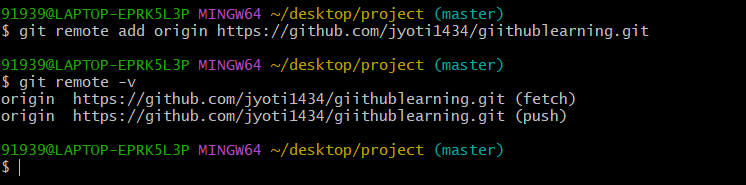 91939@LAPTOP-EPRK5L3P MINGW64 ~/desktop/project (master)
$ git remote add origin https://github.com/jyoti1434/giithublearning.git
91939@LAPTOP-EPRK5L3P MINGW64 ~/desktop/project (master)
$ git remote -v
origin  https://github.com/jyoti1434/giithublearning.git (fetch)
origin  https://github.com/jyoti1434/giithublearning.git (push)
91939@LAPTOP-EPRK5L3P MINGW64 ~/desktop/project (master)
$